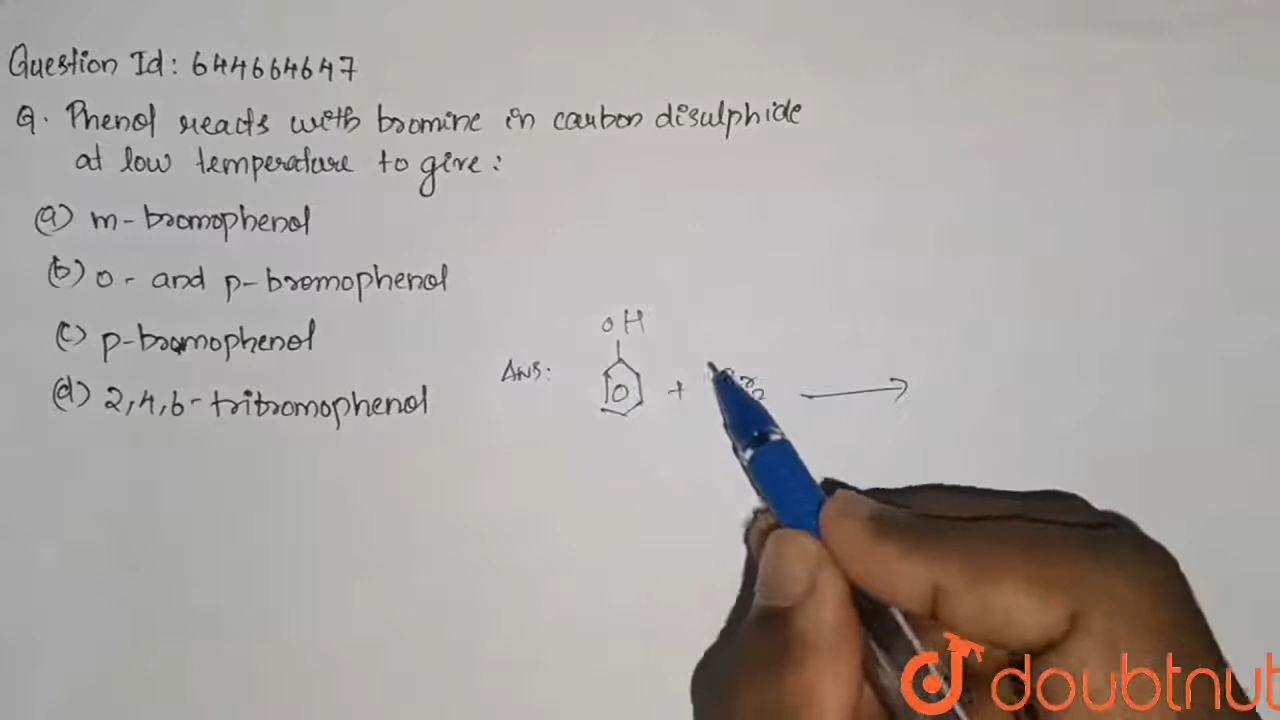 Question Id: 644664647
Q. Phenol reacts with bromine in carbon disulphide
at low temperature to give:
(a) m-bromophenol
(b) o- and p-bromophenol
(c) p-bromophenol
(d) 2,4,6-tribromophenol
Ans:
OH
+ →
doubtnut